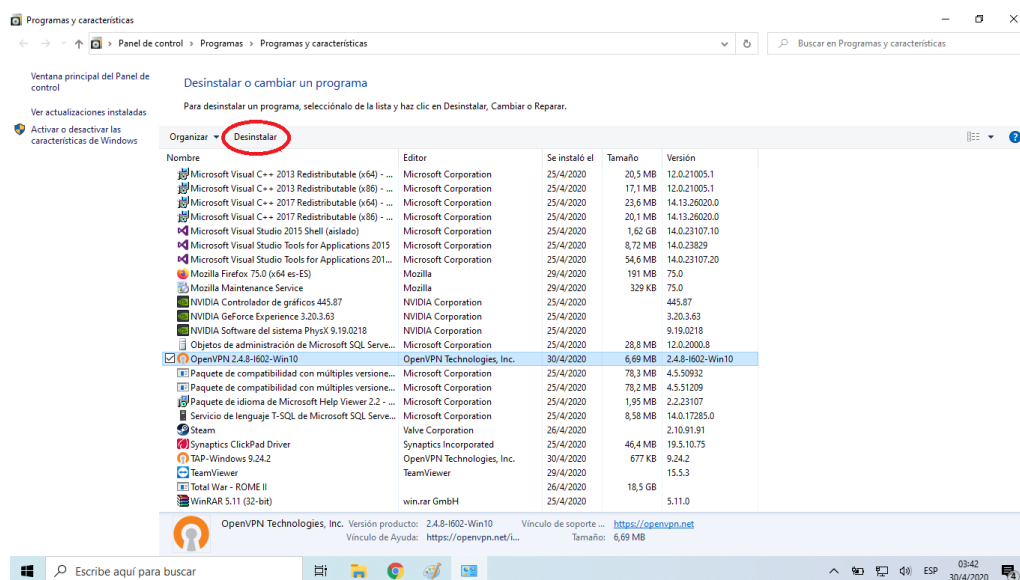 Programas y características
Panel de control > Programas > Programas y características
Buscar en Programas y características
Ventana principal del Panel de control
Ver actualizaciones instaladas
Activar o desactivar las características de Windows
Desinstalar o cambiar un programa
Para desinstalar un programa, selecciónalo de la lista y haz clic en Desinstalar, Cambiar o Reparar.
Organizar Desinstalar
Nombre Editor Se instaló el Tamaño Versión
Microsoft Visual C++ 2013 Redistributable (x64) - ... Microsoft Corporation 25/4/2020 20,5 MB 12.0.21005.1
Microsoft Visual C++ 2013 Redistributable (x86) - ... Microsoft Corporation 25/4/2020 17,1 MB 12.0.21005.1
Microsoft Visual C++ 2017 Redistributable (x64) - ... Microsoft Corporation 25/4/2020 23,6 MB 14.13.26020.0
Microsoft Visual C++ 2017 Redistributable (x86) - ... Microsoft Corporation 25/4/2020 20,1 MB 14.13.26020.0
Microsoft Visual Studio 2015 Shell (aislado) Microsoft Corporation 25/4/2020 1,62 GB 14.0.23107.10
Microsoft Visual Studio Tools for Applications 2015 Microsoft Corporation 25/4/2020 8,72 MB 14.0.23829
Microsoft Visual Studio Tools for Applications 201... Microsoft Corporation 25/4/2020 54,6 MB 14.0.23107.20
Mozilla Firefox 75.0 (x64 es-ES) Mozilla 29/4/2020 191 MB 75.0
Mozilla Maintenance Service Mozilla 29/4/2020 329 KB 75.0
NVIDIA Controlador de gráficos 445.87 NVIDIA Corporation 25/4/2020 445.87
NVIDIA GeForce Experience 3.20.3.63 NVIDIA Corporation 25/4/2020 3.20.3.63
NVIDIA Software del sistema PhysX 9.19.0218 NVIDIA Corporation 25/4/2020 9.19.0218
Objetos de administración de Microsoft SQL Serve... Microsoft Corporation 25/4/2020 28,8 MB 12.0.2000.8
OpenVPN 2.4.8-I602-Win10 OpenVPN Technologies, Inc. 30/4/2020 6,69 MB 2.4.8-I602-Win10
Paquete de compatibilidad con múltiples versione... Microsoft Corporation 25/4/2020 78,3 MB 4.5.50932
Paquete de compatibilidad con múltiples versione... Microsoft Corporation 25/4/2020 78,2 MB 4.5.51209
Paquete de idioma de Microsoft Help Viewer 2.2 - ... Microsoft Corporation 25/4/2020 1,95 MB 2.2.23107
Servicio de lenguaje T-SQL de Microsoft SQL Serve... Microsoft Corporation 25/4/2020 8,58 MB 14.0.17285.0
Steam Valve Corporation 26/4/2020 2.10.91.91
Synaptics ClickPad Driver Synaptics Incorporated 25/4/2020 46,4 MB 19.5.10.75
TAP-Windows 9.24.2 OpenVPN Technologies, Inc. 30/4/2020 677 KB 9.24.2
TeamViewer TeamViewer 29/4/2020 15.5.3
Total War - ROME II 26/4/2020 18,5 GB
WinRAR 5.11 (32-bit) win.rar GmbH 25/4/2020 5.11.0
OpenVPN Technologies, Inc. Versión producto: 2.4.8-I602-Win10 Vínculo de soporte ... https://openvpn.net
Vínculo de Ayuda: https://openvpn.net/i... Tamaño: 6,69 MB
Escribe aquí para buscar
ESP
03:42
30/4/2020
4